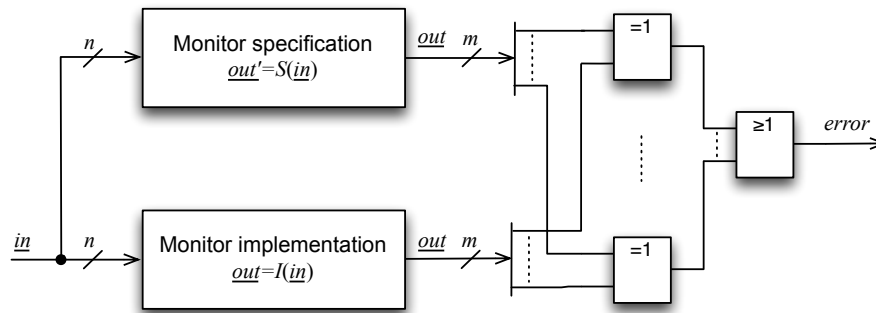 n
Monitor specification
out'=S(in)
out
m
=1
≥1
error
in
n
Monitor implementation
out=I(in)
out
m
=1